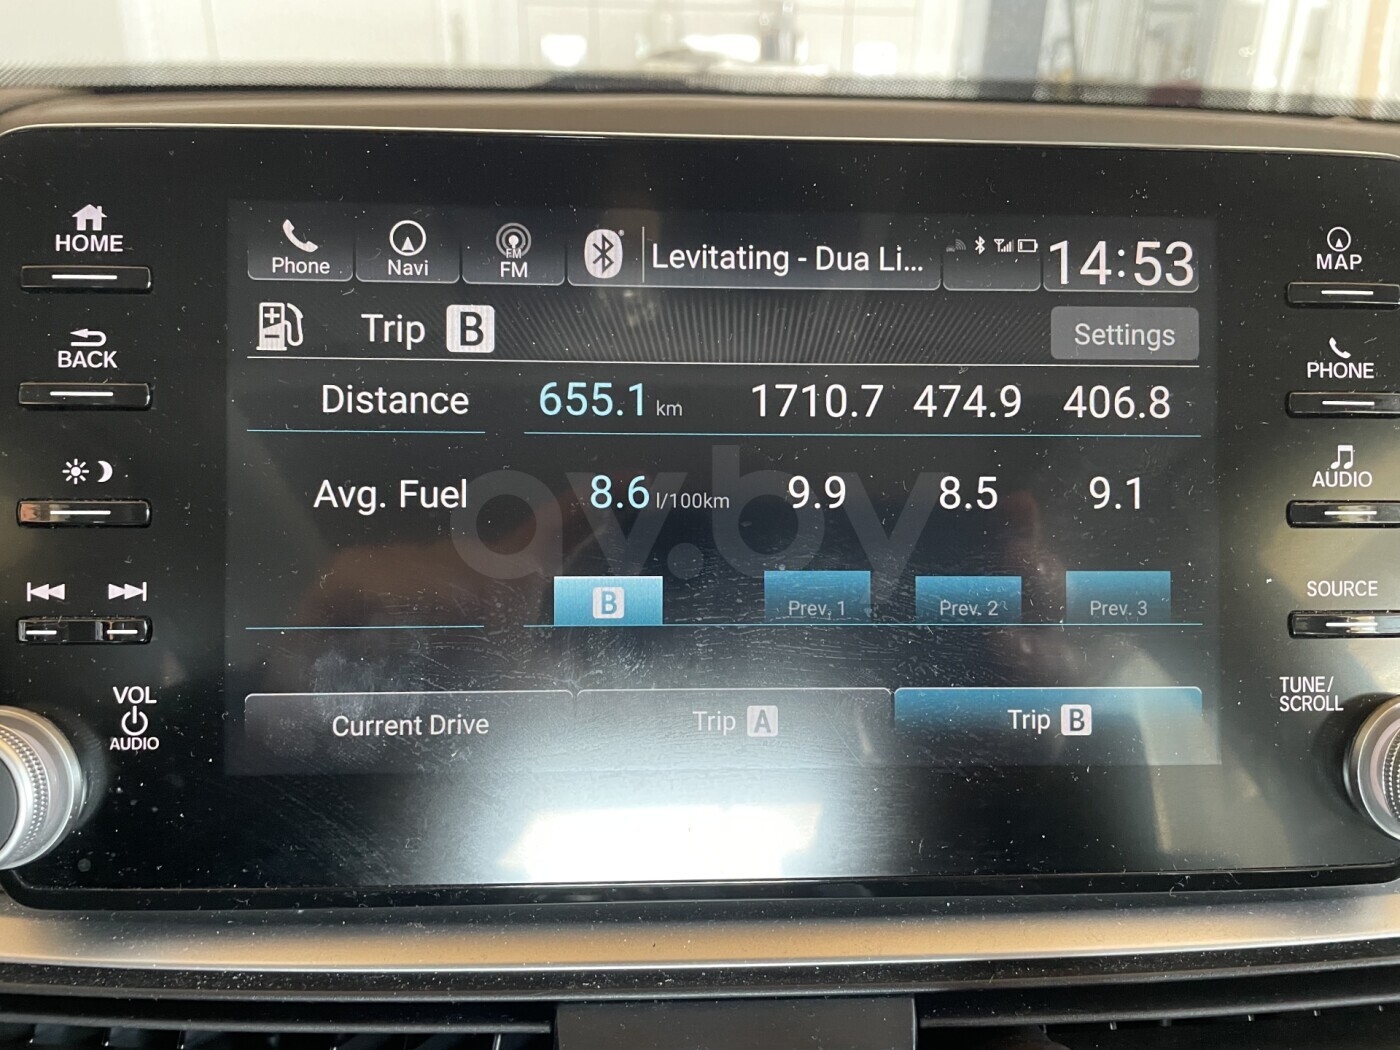 HOME
BACK
VOL
AUDIO
Phone
Navi
FM
FM
Levitating - Dua Li...
14:53
Trip B
Settings
Distance 655.1 km 1710.7 474.9 406.8
Avg. Fuel 8.6 l/100km 9.9 8.5 9.1
B Prev. 1 Prev. 2 Prev. 3
Current Drive Trip A Trip B
MAP
PHONE
AUDIO
SOURCE
TUNE/
SCROLL
av.by